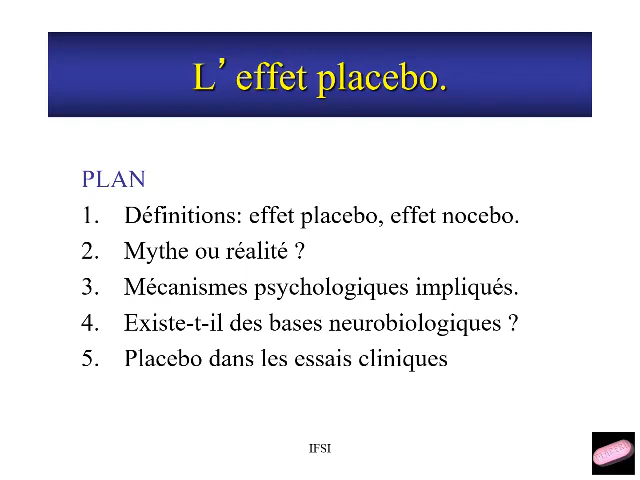 L’ effet placebo.
PLAN
1. Définitions: effet placebo, effet nocebo.
2. Mythe ou réalité ?
3. Mécanismes psychologiques impliqués.
4. Existe-t-il des bases neurobiologiques ?
5. Placebo dans les essais cliniques
IFSI